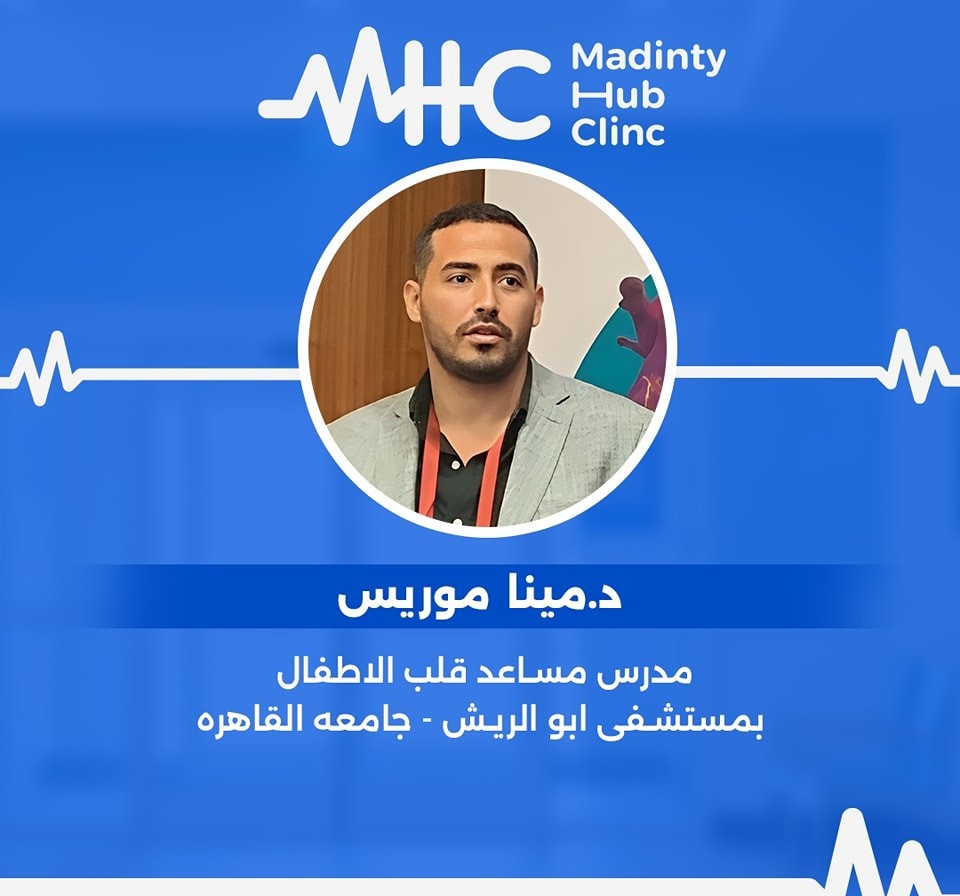 MHC
Madinty
Hub
Clinc
د.مينا موريس
مدرس مساعد قلب الاطفال
بمستشفى ابو الريش - جامعه القاهره